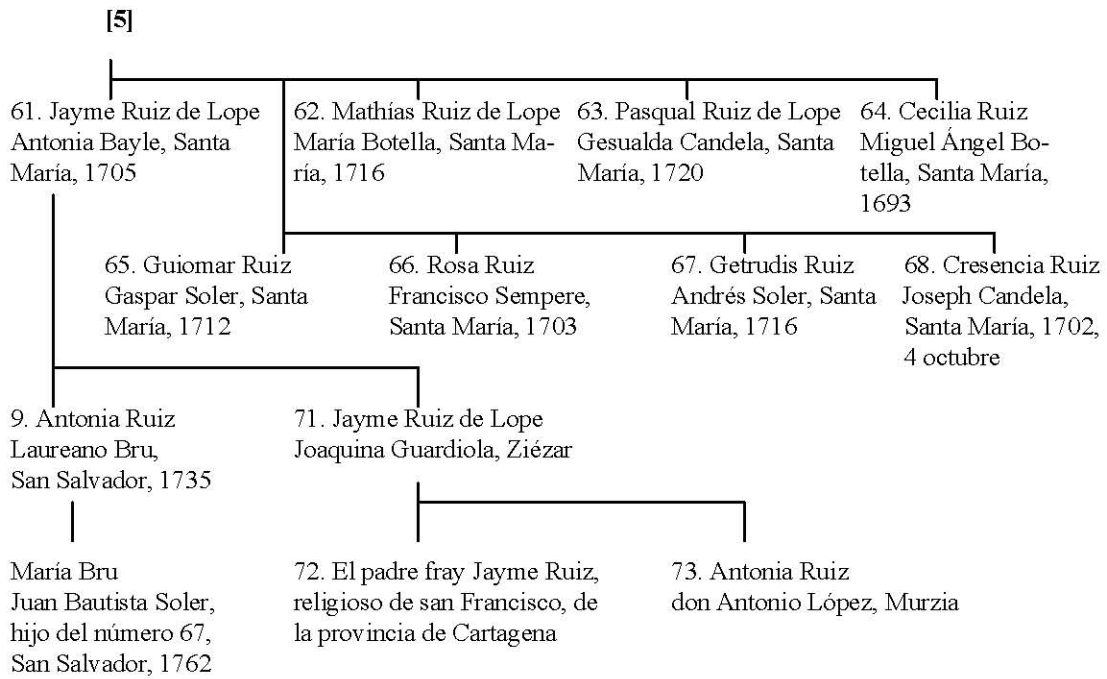 [5]
61. Jayme Ruiz de Lope
Antonia Bayle, Santa
María, 1705
62. Mathías Ruiz de Lope
María Botella, Santa Ma-
ría, 1716
63. Pasqual Ruiz de Lope
Gesualda Candela, Santa
María, 1720
64. Cecilia Ruiz
Miguel Ángel Bo-
tella, Santa María,
1693
65. Guiomar Ruiz
Gaspar Soler, Santa
María, 1712
66. Rosa Ruiz
Francisco Sempere,
Santa María, 1703
67. Getrudis Ruiz
Andrés Soler, Santa
María, 1716
68. Cresencia Ruiz
Joseph Candela,
Santa María, 1702,
4 octubre
9. Antonia Ruiz
Laureano Bru,
San Salvador, 1735
71. Jayme Ruiz de Lope
Joaquina Guardiola, Ziézar
María Bru
Juan Bautista Soler,
hijo del número 67,
San Salvador, 1762
72. El padre fray Jayme Ruiz,
religioso de san Francisco, de
la provincia de Cartagena
73. Antonia Ruiz
don Antonio López, Murzia